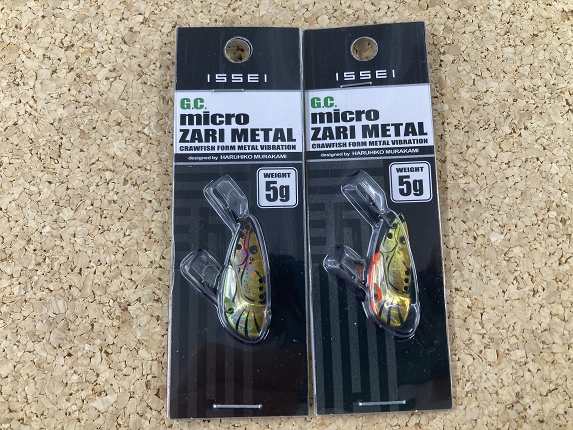 ISSEI
G.C.
micro
ZARI METAL
CRAWFISH FORM METAL VIBRATION
designed by HARUHIKO MURAKAMI
WEIGHT
5g
ISSEI
G.C.
micro
ZARI METAL
CRAWFISH FORM METAL VIBRATION
designed by HARUHIKO MURAKAMI
WEIGHT
5g